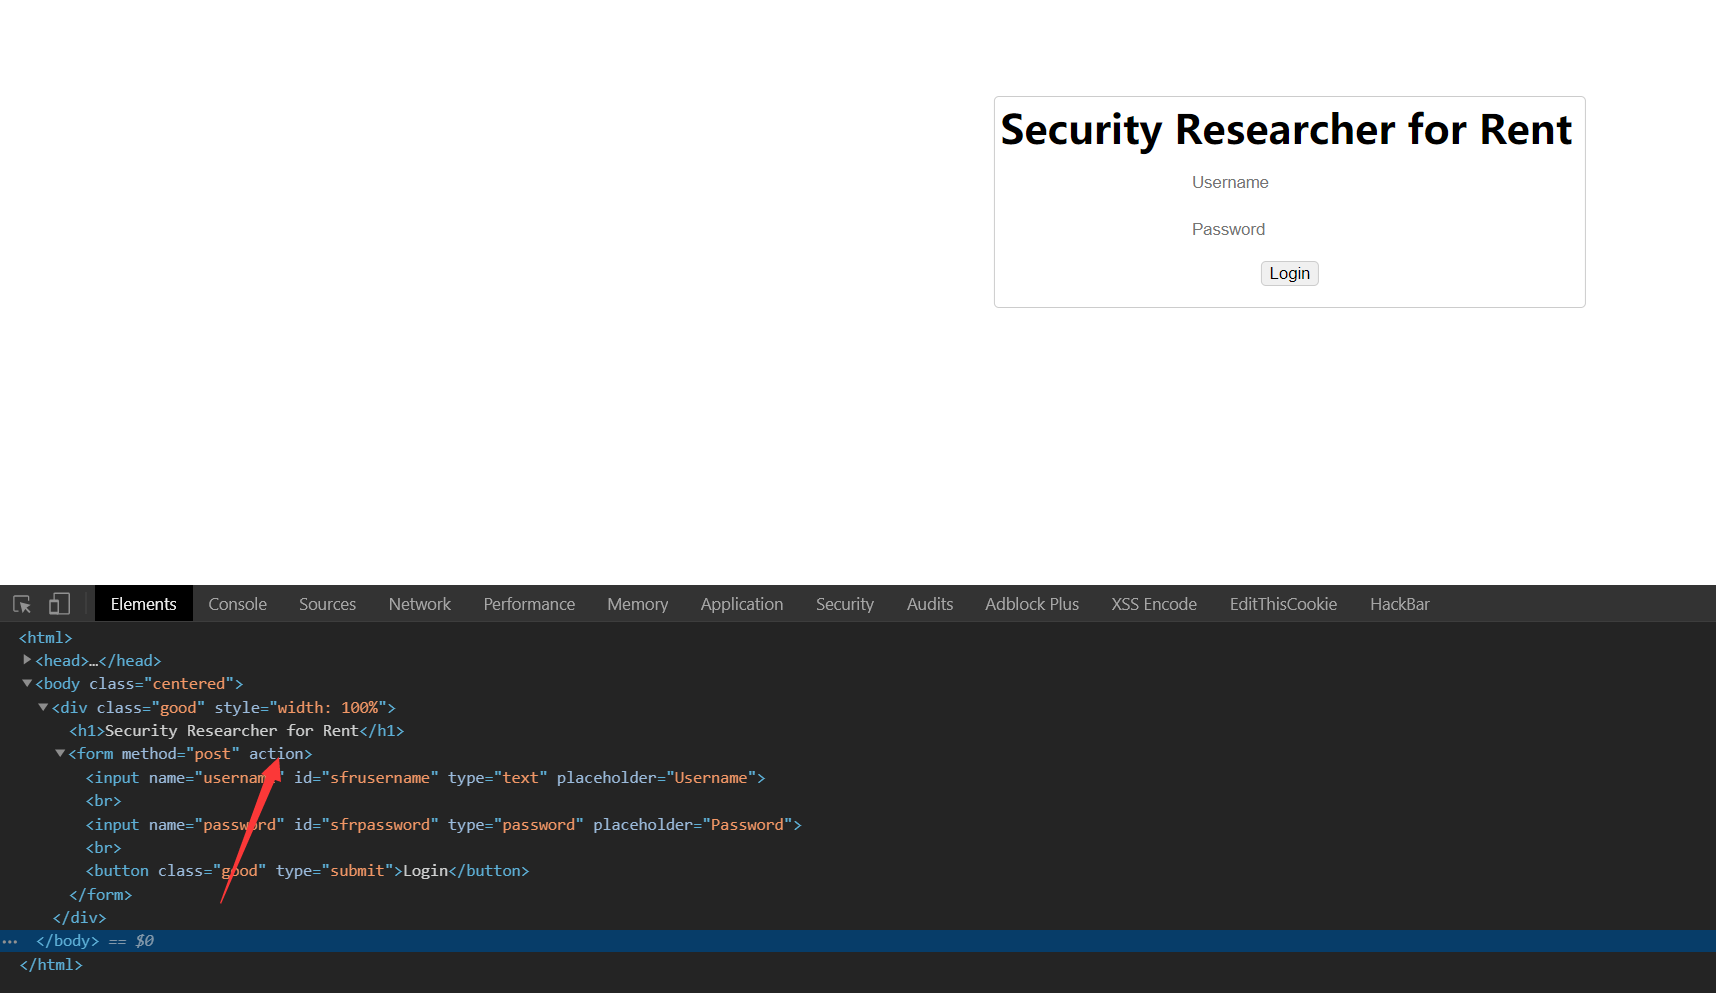 Security Researcher for Rent
Username
Password
Login
Elements Console Sources Network Performance Memory Application Security Audits Adblock Plus XSS Encode EditThisCookie HackBar
<html>
<head>…</head>
<body class="centered">
<div class="good" style="width: 100%">
<h1>Security Researcher for Rent</h1>
<form method="post" action>
<input name="username" id="sfrusername" type="text" placeholder="Username">
<br>
<input name="password" id="sfrpassword" type="password" placeholder="Password">
<br>
<button class="good" type="submit">Login</button>
</form>
</div>
… </body> == $0
</html>